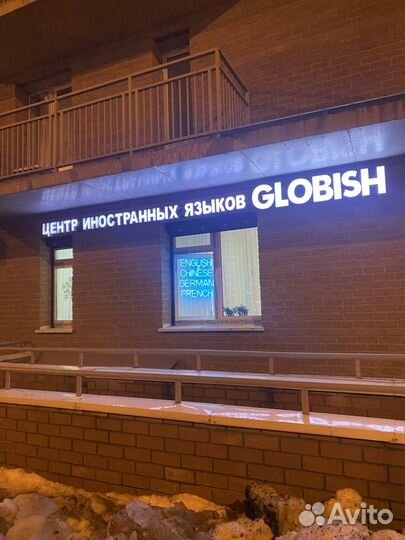 ЦЕНТР ИНОСТРАННЫХ ЯЗЫКОВ GLOBISH
ENGLISH
CHINESE
GERMAN
FRENCH
Avito